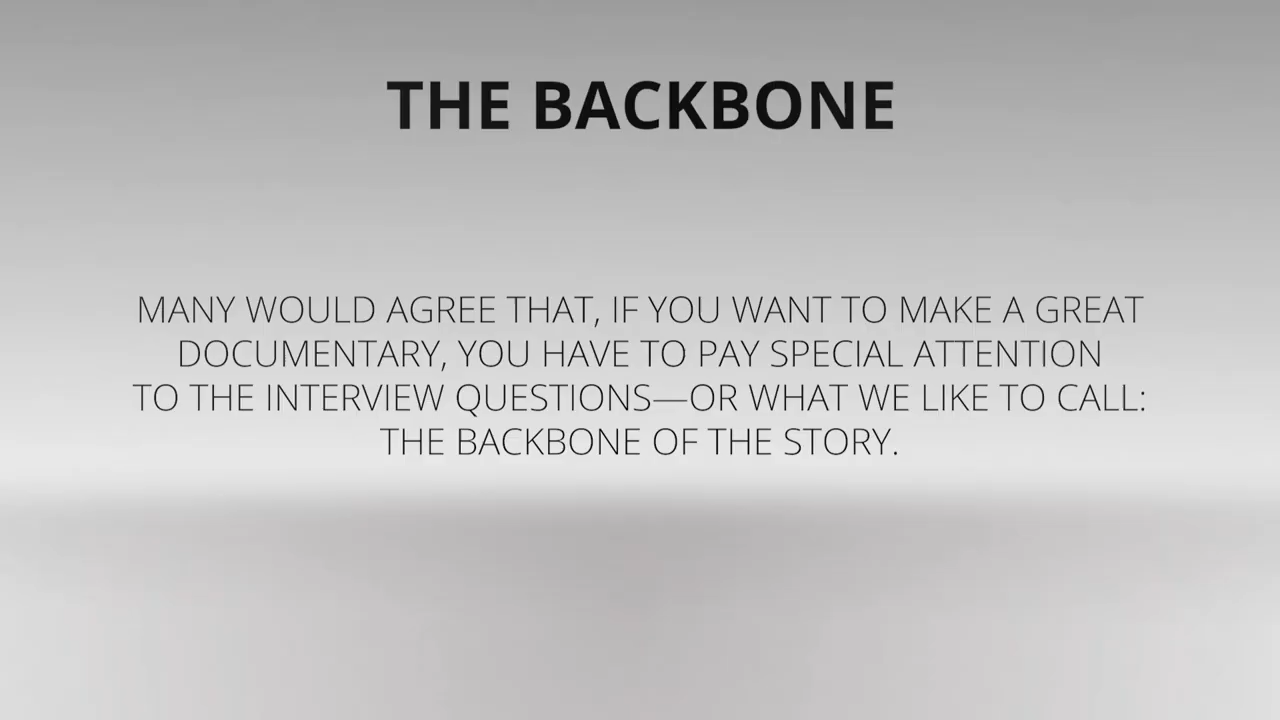 THE BACKBONE
MANY WOULD AGREE THAT, IF YOU WANT TO MAKE A GREAT
DOCUMENTARY, YOU HAVE TO PAY SPECIAL ATTENTION
TO THE INTERVIEW QUESTIONS—OR WHAT WE LIKE TO CALL:
THE BACKBONE OF THE STORY.